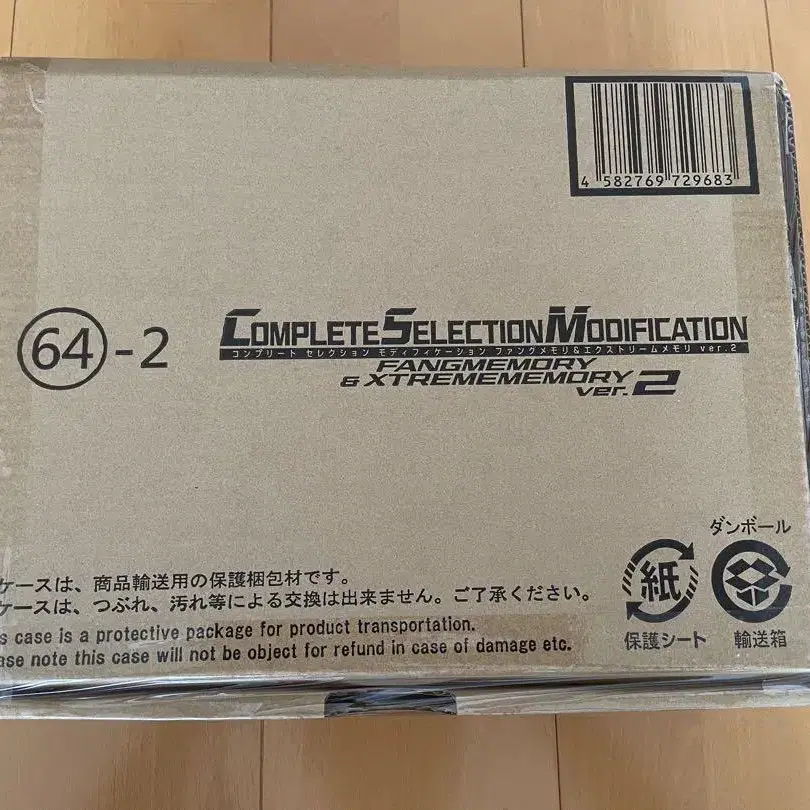 4 582769 729683
64-2
COMPLETE SELECTION MODIFICATION
コンプリート セレクション モディフィケーション ファングメモリ&エクストリームメモリ ver.2
FANGMEMORY
& XTREMEMEMORY
ver.2
ダンボール
紙
保護シート
輸送箱
ケースは、商品輸送用の保護梱包材です。
ケースは、つぶれ、汚れ等による交換は出来ません。ご了承ください。
s case is a protective package for product transportation.
ase note this case will not be object for refund in case of damage etc.